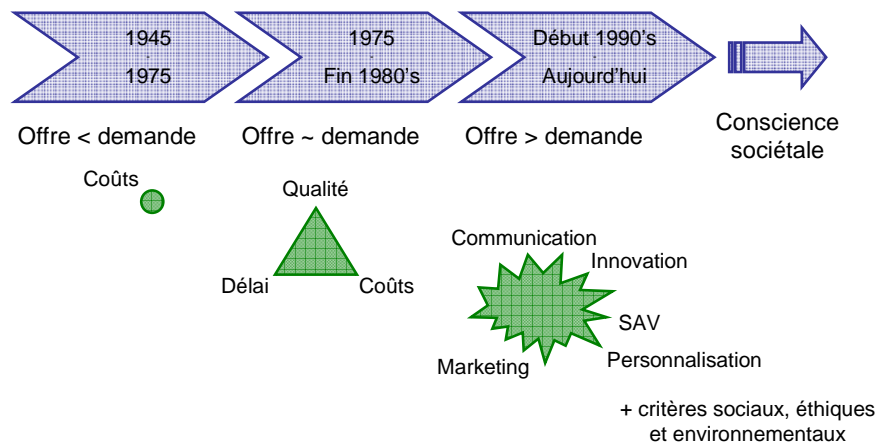 1945
-
1975
1975
-
Fin 1980's
Début 1990's
-
Aujourd'hui
Offre < demande
Offre ~ demande
Offre > demande
Conscience
sociétale
Coûts
Qualité
Délai
Coûts
Communication
Innovation
SAV
Personnalisation
Marketing
+ critères sociaux, éthiques
et environnementaux